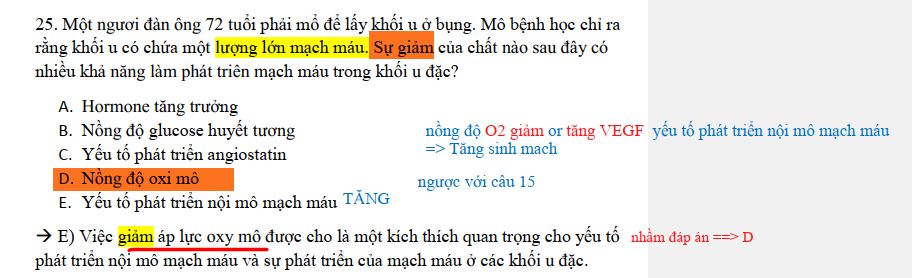 25. Một người đàn ông 72 tuổi phải mổ để lấy khối u ở bụng. Mô bệnh học chỉ ra
rằng khối u có chứa một lượng lớn mạch máu. Sự giảm của chất nào sau đây có
nhiều khả năng làm phát triên mạch máu trong khối u đặc?
A. Hormone tăng trưởng
B. Nồng độ glucose huyết tương
nồng độ O2 giảm or tăng VEGF yếu tố phát triển nội mô mạch máu
C. Yếu tố phát triển angiostatin
=> Tăng sinh mach
D. Nồng độ oxi mô
ngược với câu 15
E. Yếu tố phát triển nội mô mạch máu TĂNG
→ E) Việc giảm áp lực oxy mô được cho là một kích thích quan trọng cho yếu tố nhầm đáp án ==> D
phát triển nội mô mạch máu và sự phát triển của mạch máu ở các khối u đặc.